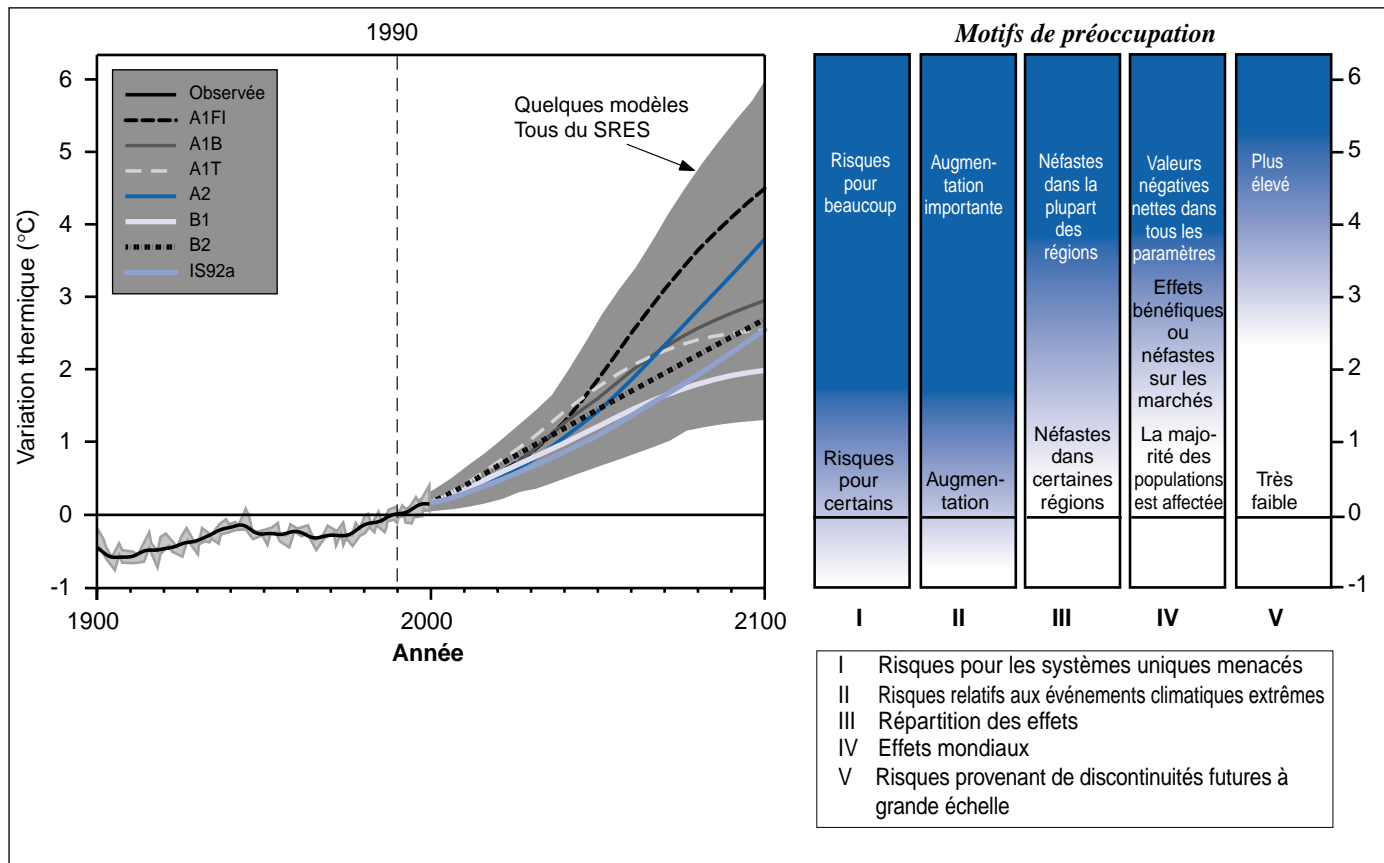 1990
6
5
4
3
2
1
0
-1
Variation thermique (°C)
Observée
A1FI
A1B
A1T
A2
B1
B2
IS92a
Quelques modèles
Tous du SRES
1900
2000
2100
Année
Motifs de préoccupation
Risques
pour
beaucoup
Risques
pour
certains
Augmen-
tation
importante
Augmen-
tation
Néfastes
dans la
plupart
des
régions
Néfastes
dans
certaines
régions
Valeurs
négatives
nettes dans
tous les
paramètres
Effets
bénéfiques
ou
néfastes
sur les
marchés
La majo-
rité des
populations
est affectée
Plus
élevé
Très
faible
6
5
4
3
2
1
0
-1
I
II
III
IV
V
I Risques pour les systèmes uniques menacés
II Risques relatifs aux événements climatiques extrêmes
III Répartition des effets
IV Effets mondiaux
V Risques provenant de discontinuités futures à
grande échelle